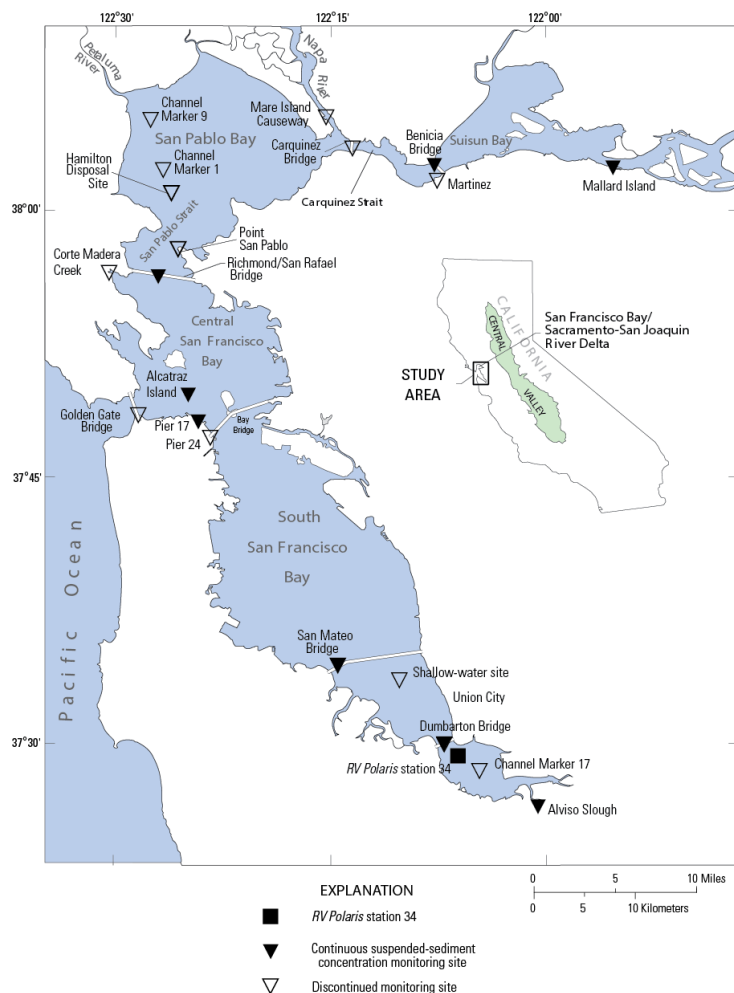 122°30'
122°15'
122°00'
Petaluma
River
Napa
River
Channel
Marker 9
San Pablo Bay
Mare Island
Causeway
Carquinez
Bridge
Benicia
Bridge
Suisun Bay
Hamilton
Disposal
Site
Channel
Marker 1
Martinez
Mallard Island
Carquinez Strait
38°00'
San Pablo Strait
Point
San Pablo
Corte Madera
Creek
Richmond/San Rafael
Bridge
Central
San Francisco
Bay
CALIFORNIA
CENTRAL
VALLEY
San Francisco Bay/
Sacramento-San Joaquin
River Delta
STUDY
AREA
Alcatraz
Island
Golden Gate
Bridge
Pier 17
Pier 24
Bay
Bridge
37°45'
South
San Francisco
Bay
Pacific Ocean
San Mateo
Bridge
Shallow-water site
Union City
Dumbarton Bridge
37°30'
RV Polaris station 34
Channel Marker 17
Alviso Slough
EXPLANATION
RV Polaris station 34
Continuous suspended-sediment
concentration monitoring site
Discontinued monitoring site
0 5 10 Miles
0 5 10 Kilometers